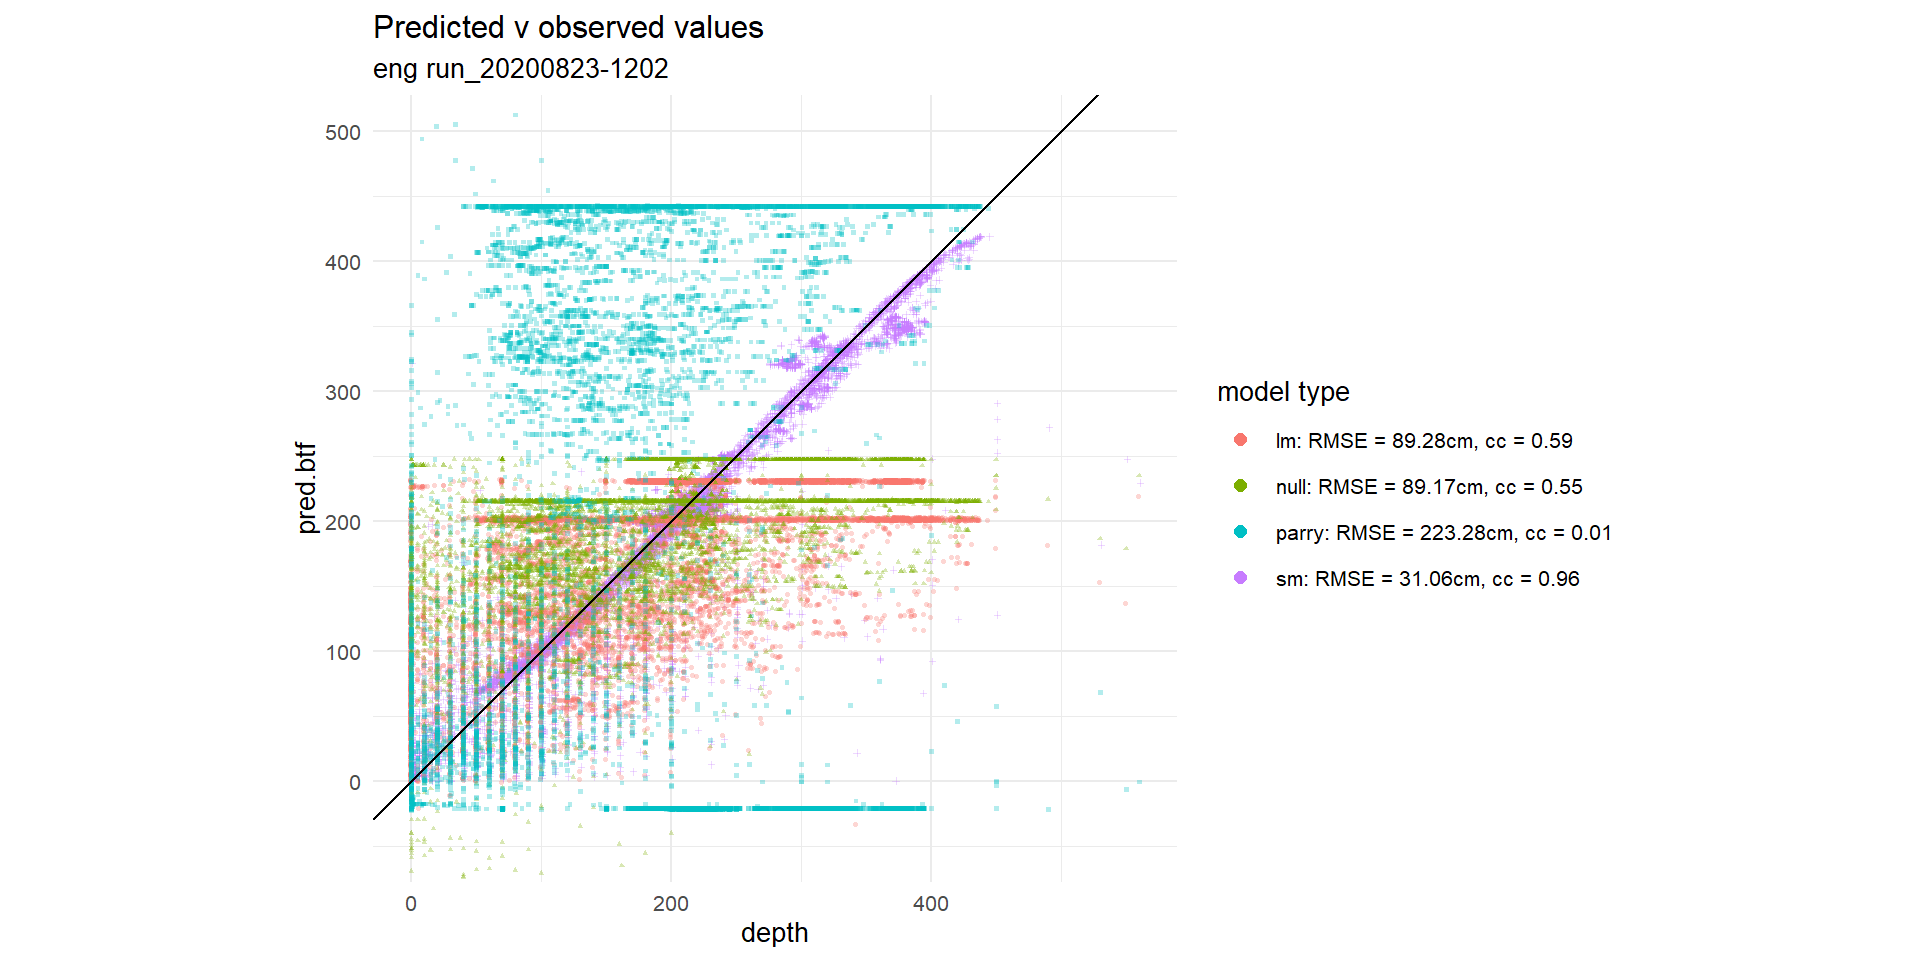 Predicted v observed values
eng run_20200823-1202
500
400
300
200
100
0
pred.btf
0
200
400
depth
model type
lm: RMSE = 89.28cm, cc = 0.59
null: RMSE = 89.17cm, cc = 0.55
parry: RMSE = 223.28cm, cc = 0.01
sm: RMSE = 31.06cm, cc = 0.96